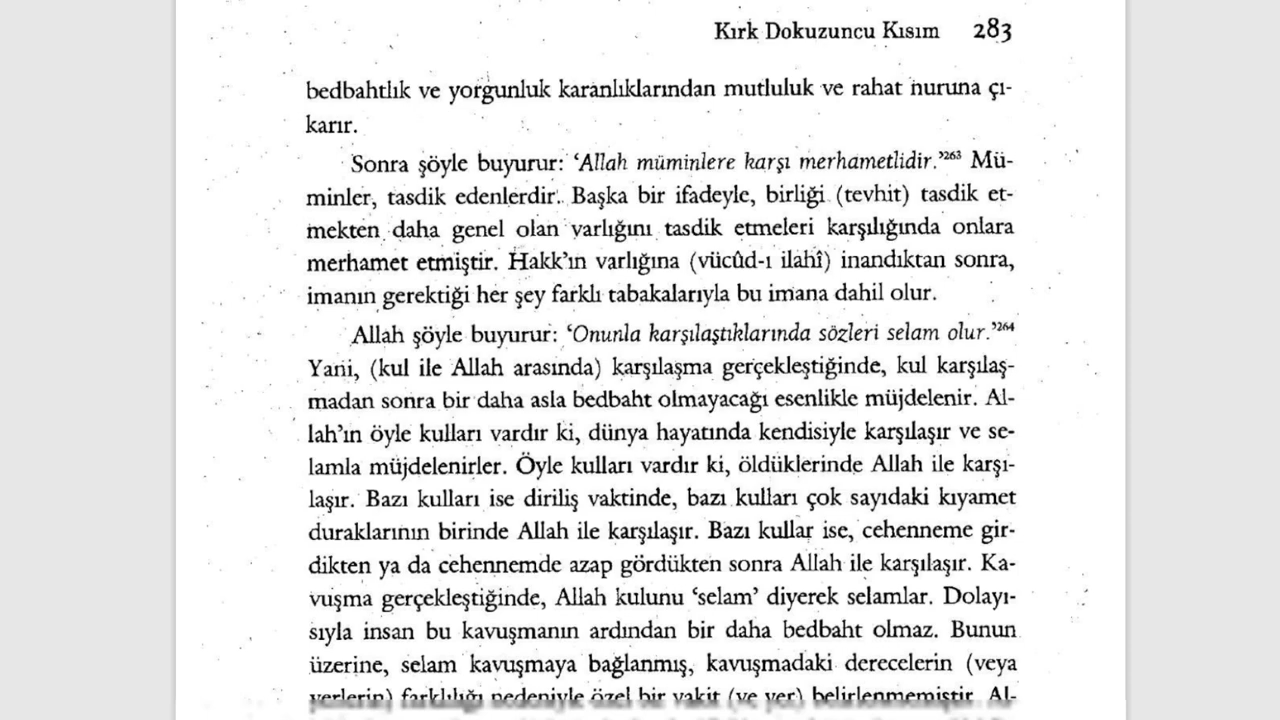 Kırk Dokuzuncu Kısım 283
bedbahtlık ve yorgunluk karanlıklarından mutluluk ve rahat nuruna çı-
karır.
Sonra şöyle buyurur: ‘Allah müminlere karşı merhametlidir.’²⁶³ Mü-
minler, tasdik edenlerdir. Başka bir ifadeyle, birliği (tevhit) tasdik et-
mekten daha genel olan varlığını tasdik etmeleri karşılığında onlara
merhamet etmiştir. Hakk’ın varlığına (vücûd-ı ilahî) inandıktan sonra,
imanın gerektiği her şey farklı tabakalarıyla bu imana dahil olur.
Allah şöyle buyurur: ‘Onunla karşılaştıklarında sözleri selam olur.’²⁶⁴
Yani, (kul ile Allah arasında) karşılaşma gerçekleştiğinde, kul karşılaş-
madan sonra bir daha asla bedbaht olmayacağı esenlikle müjdelenir. Al-
lah’ın öyle kulları vardır ki, dünya hayatında kendisiyle karşılaşır ve se-
lamla müjdelenirler. Öyle kulları vardır ki, öldüklerinde Allah ile karşı-
laşır. Bazı kulları ise diriliş vaktinde, bazı kulları çok sayıdaki kıyamet
duraklarının birinde Allah ile karşılaşır. Bazı kullar ise, cehenneme gir-
dikten ya da cehennemde azap gördükten sonra Allah ile karşılaşır. Ka-
vuşma gerçekleştiğinde, Allah kulunu ‘selam’ diyerek selamlar. Dolayı-
sıyla insan bu kavuşmanın ardından bir daha bedbaht olmaz. Bunun
üzerine, selam kavuşmaya bağlanmış, kavuşmadaki derecelerin (veya
yerlerin) farklılığı nedeniyle özel bir vakit (ve yer) belirlenmemiştir. Al-